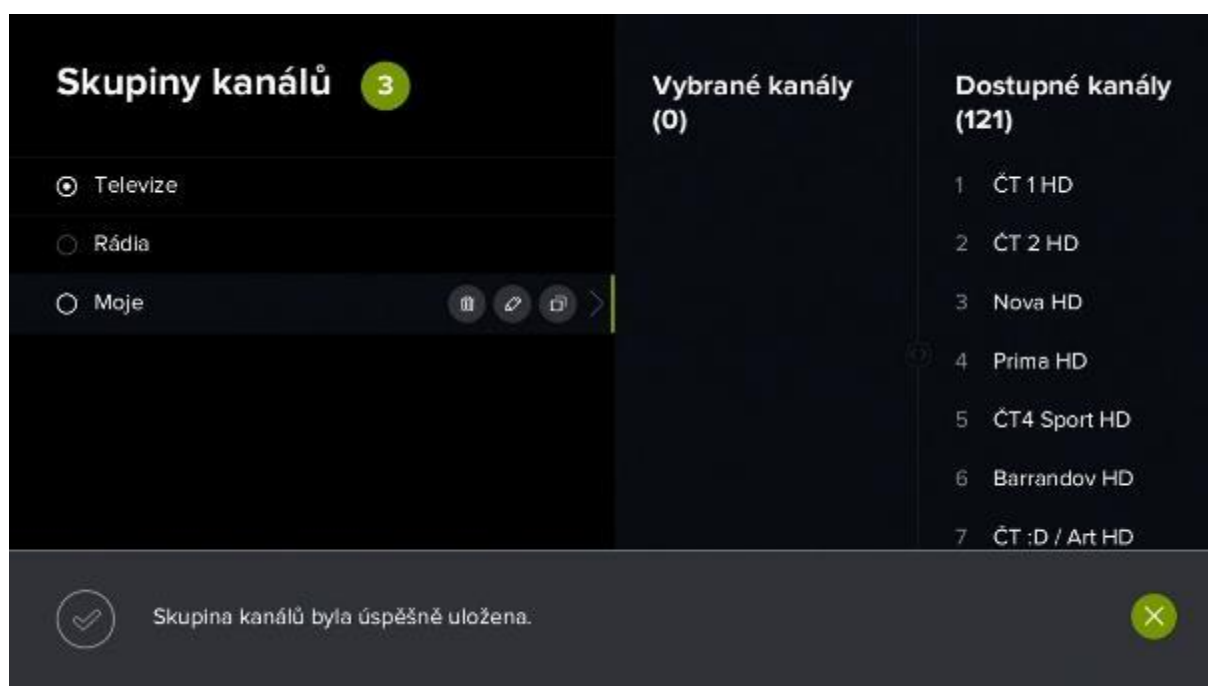 Skupiny kanálů 3
Televize
Rádia
Moje
Vybrané kanály
(0)
Dostupné kanály
(121)
1 ČT 1 HD
2 ČT 2 HD
3 Nova HD
4 Prima HD
5 ČT4 Sport HD
6 Barrandov HD
7 ČT :D / Art HD
Skupina kanálů byla úspěšně uložena.